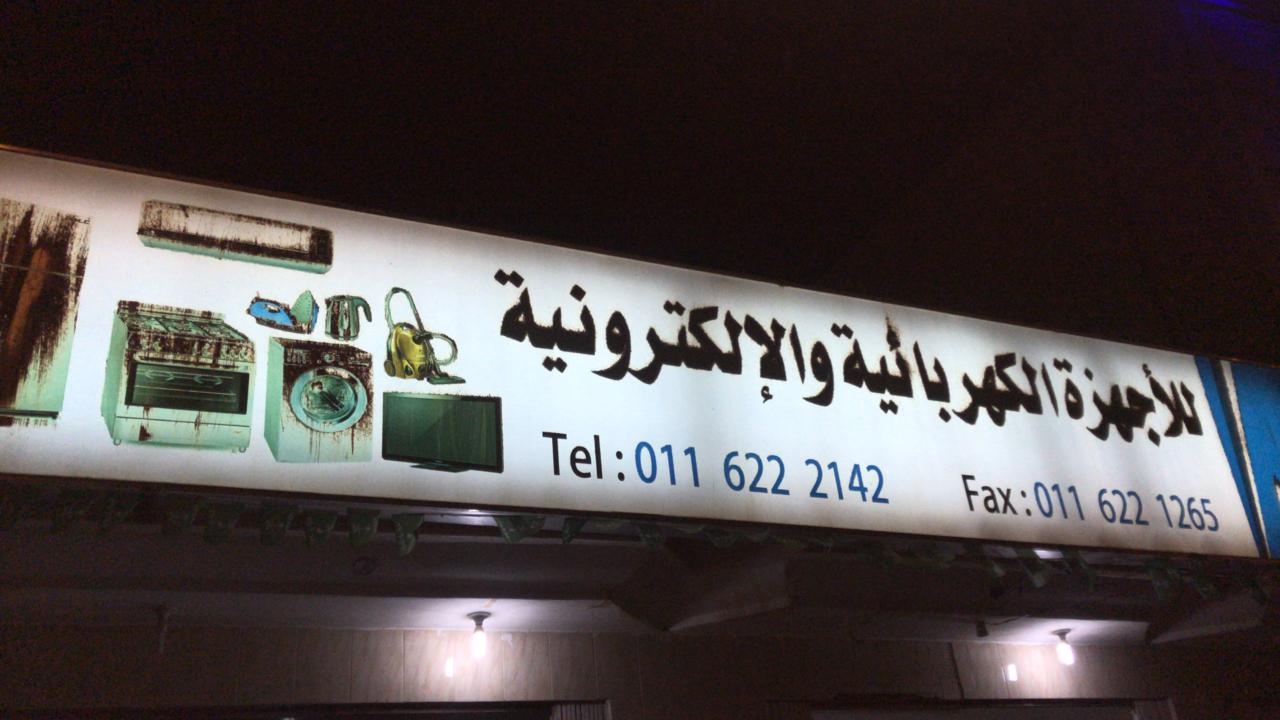 للأجهزة الكهربائية والإلكترونية
Tel : 011 622 2142
Fax : 011 622 1265